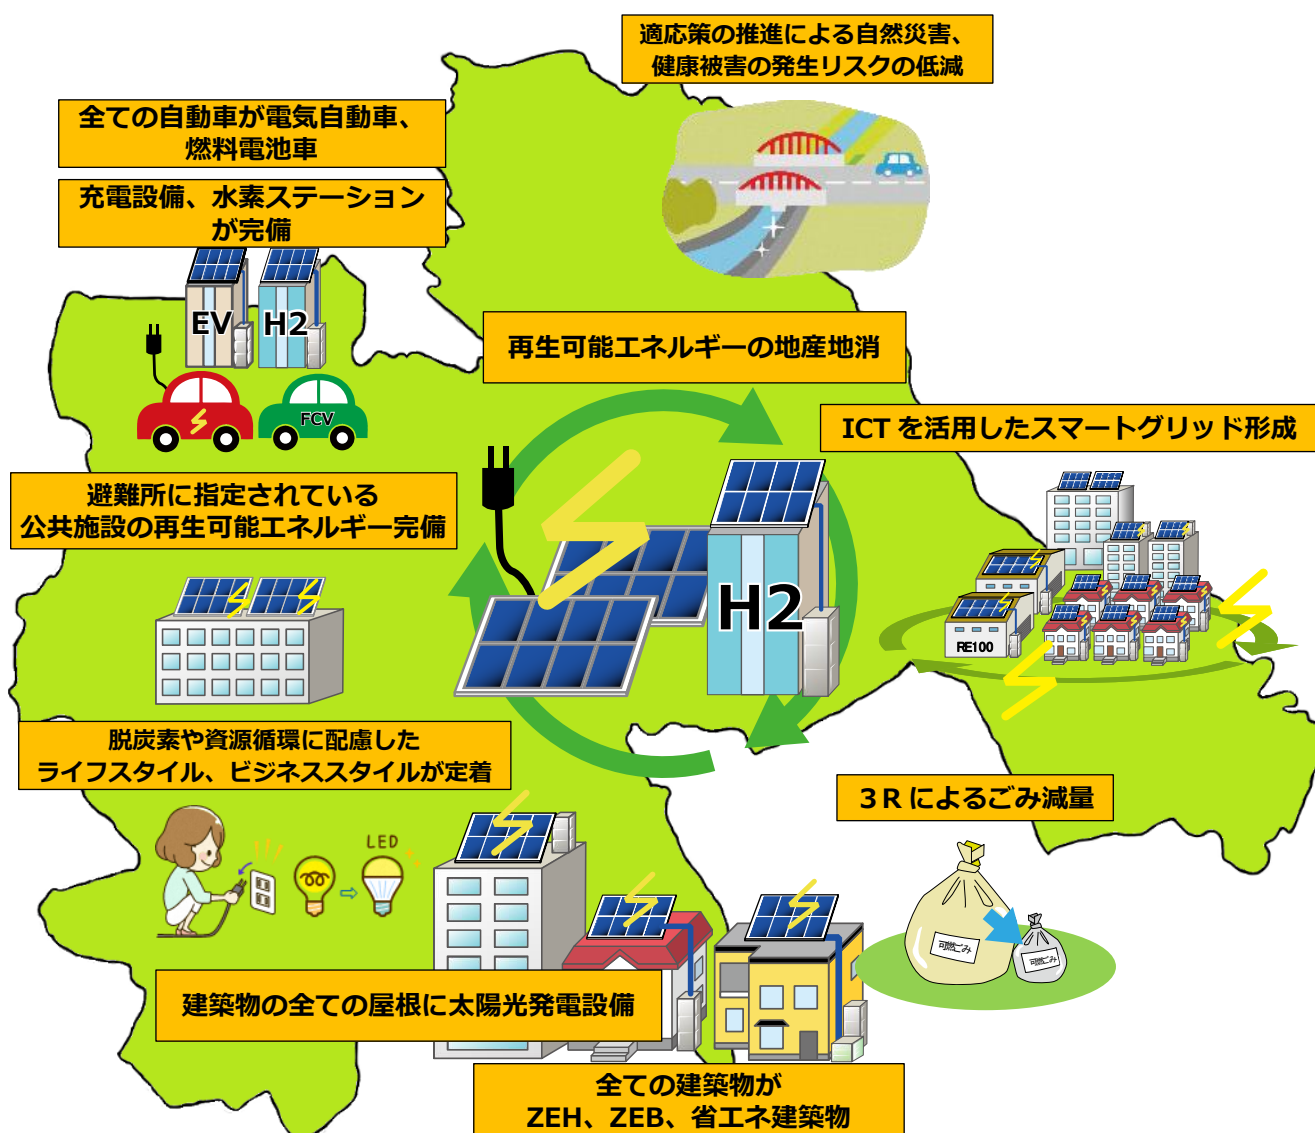 適応策の推進による自然災害、
健康被害の発生リスクの低減
全ての自動車が電気自動車、
燃料電池車
充電設備、水素ステーション
が完備
EV
H2
FCV
再生可能エネルギーの地産地消
ICT を活用したスマートグリッド形成
避難所に指定されている
公共施設の再生可能エネルギー完備
H2
RE100
脱炭素や資源循環に配慮した
ライフスタイル、ビジネススタイルが定着
LED
３R によるごみ減量
可燃ごみ
可燃ごみ
建築物の全ての屋根に太陽光発電設備
全ての建築物が
ZEH、ZEB、省エネ建築物